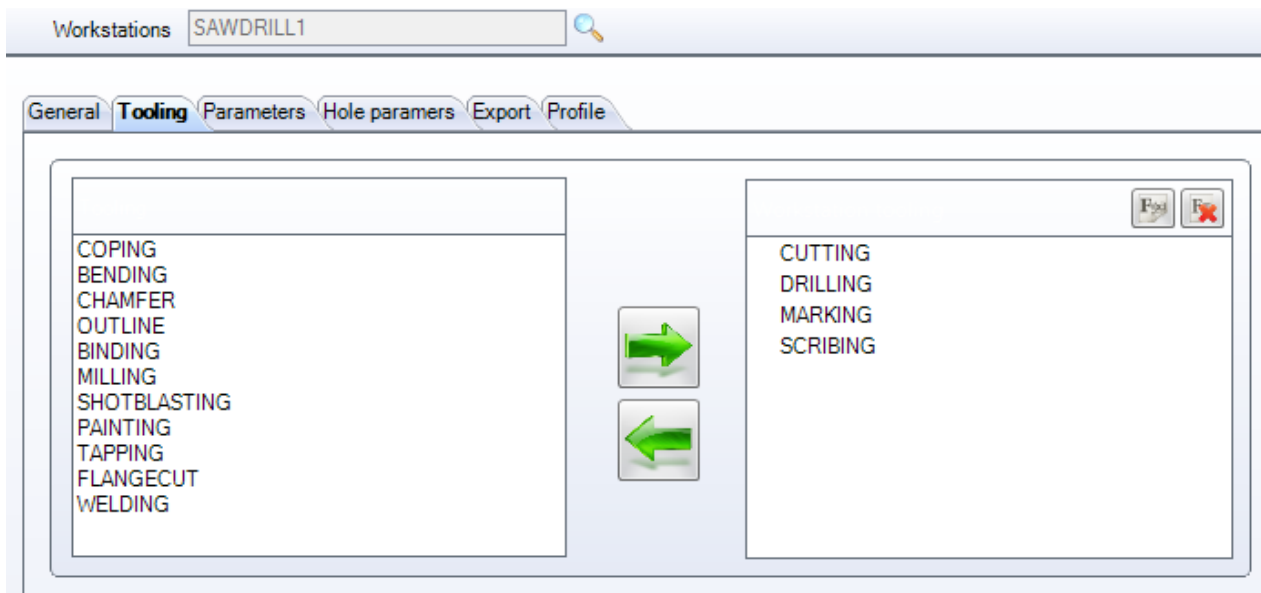 Workstations SAWDRILL1
General Tooling Parameters Hole paramers Export Profile
COPING
BENDING
CHAMFER
OUTLINE
BINDING
MILLING
SHOTBLASTING
PAINTING
TAPPING
FLANGECUT
WELDING
CUTTING
DRILLING
MARKING
SCRIBING